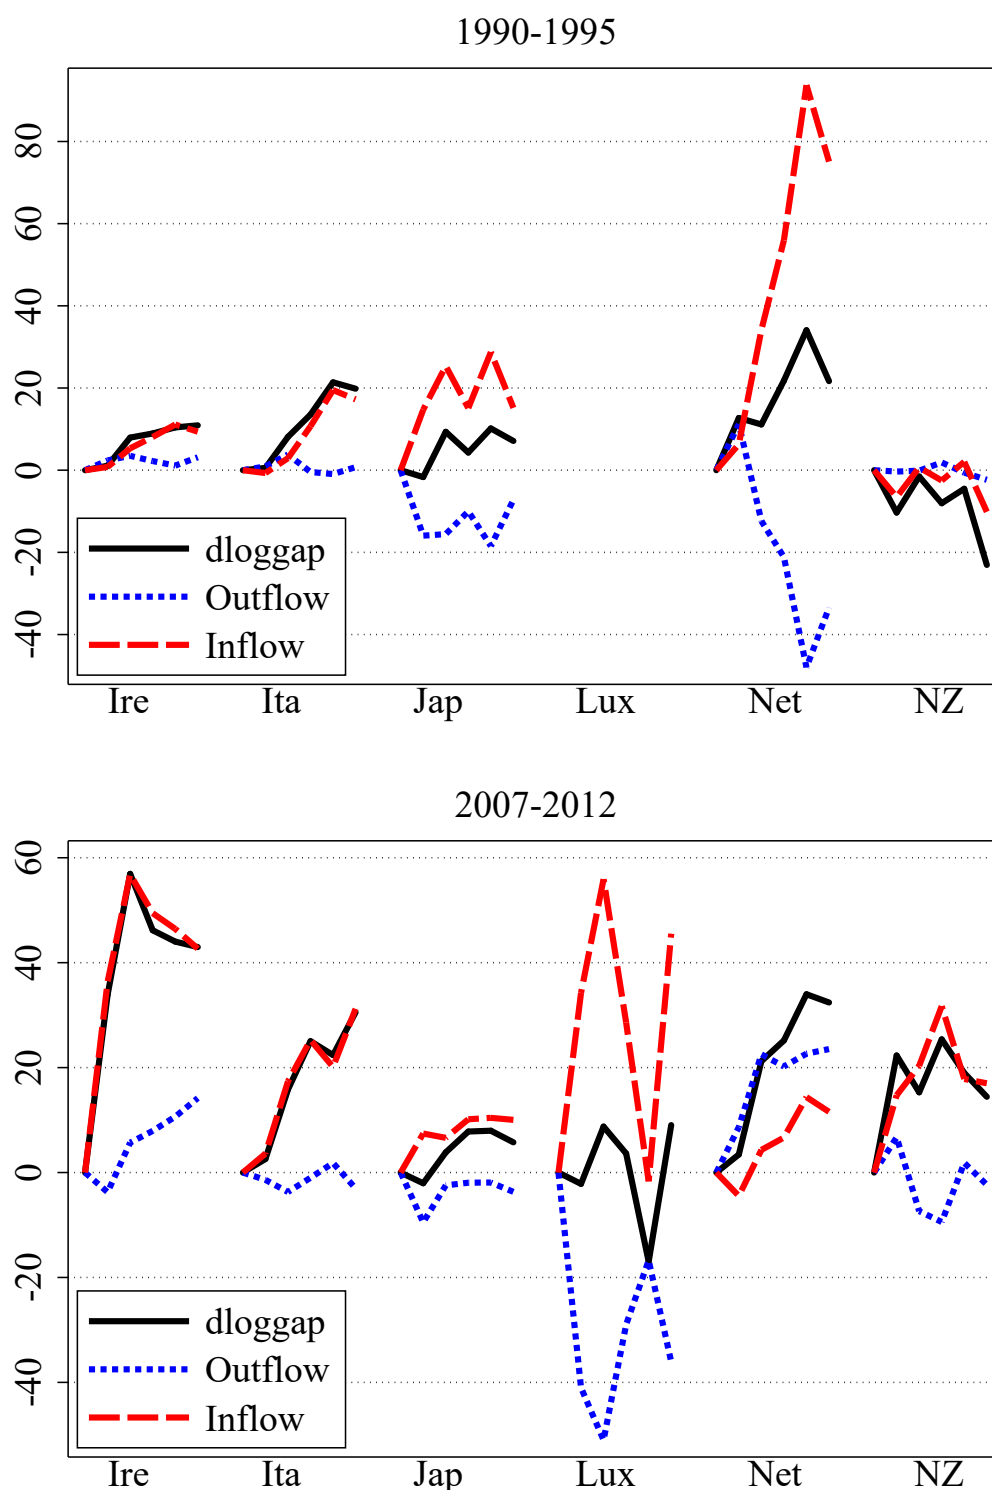 1990-1995
80
60
40
20
0
-20
-40
dloggap
Outflow
Inflow
Ire Ita Jap Lux Net NZ
2007-2012
60
40
20
0
-20
-40
dloggap
Outflow
Inflow
Ire Ita Jap Lux Net NZ